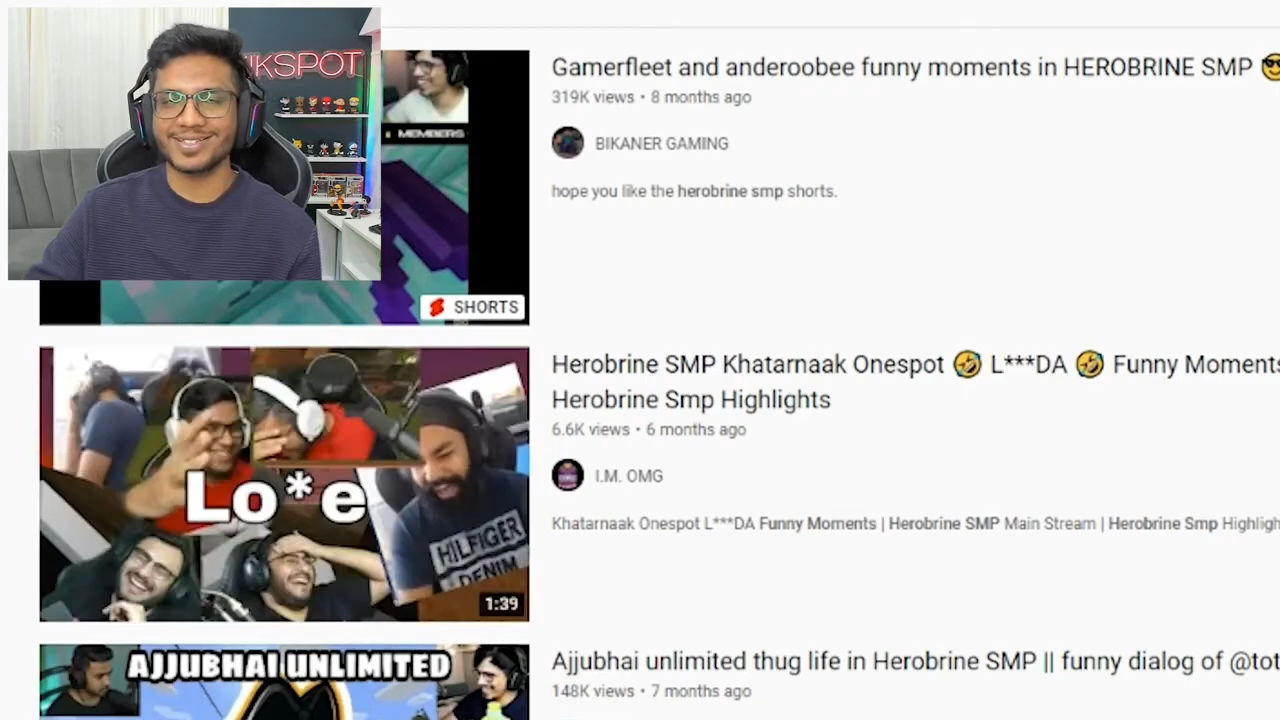 IKSPOT
MEMBERS
SHORTS
Gamerfleet and anderoobee funny moments in HEROBRINE SMP 😎
319K views • 8 months ago
BIKANER GAMING
hope you like the herobrine smp shorts.
Lo*e
HILFIGER
DENIM
1:39
Herobrine SMP Khatarnaak Onespot 🤣 L***DA 🤣 Funny Moments
Herobrine Smp Highlights
6.6K views • 6 months ago
I.M. OMG
Khatarnaak Onespot L***DA Funny Moments | Herobrine SMP Main Stream | Herobrine Smp Highligh
AJJUBHAI UNLIMITED
Ajjubhai unlimited thug life in Herobrine SMP || funny dialog of @tot
148K views • 7 months ago